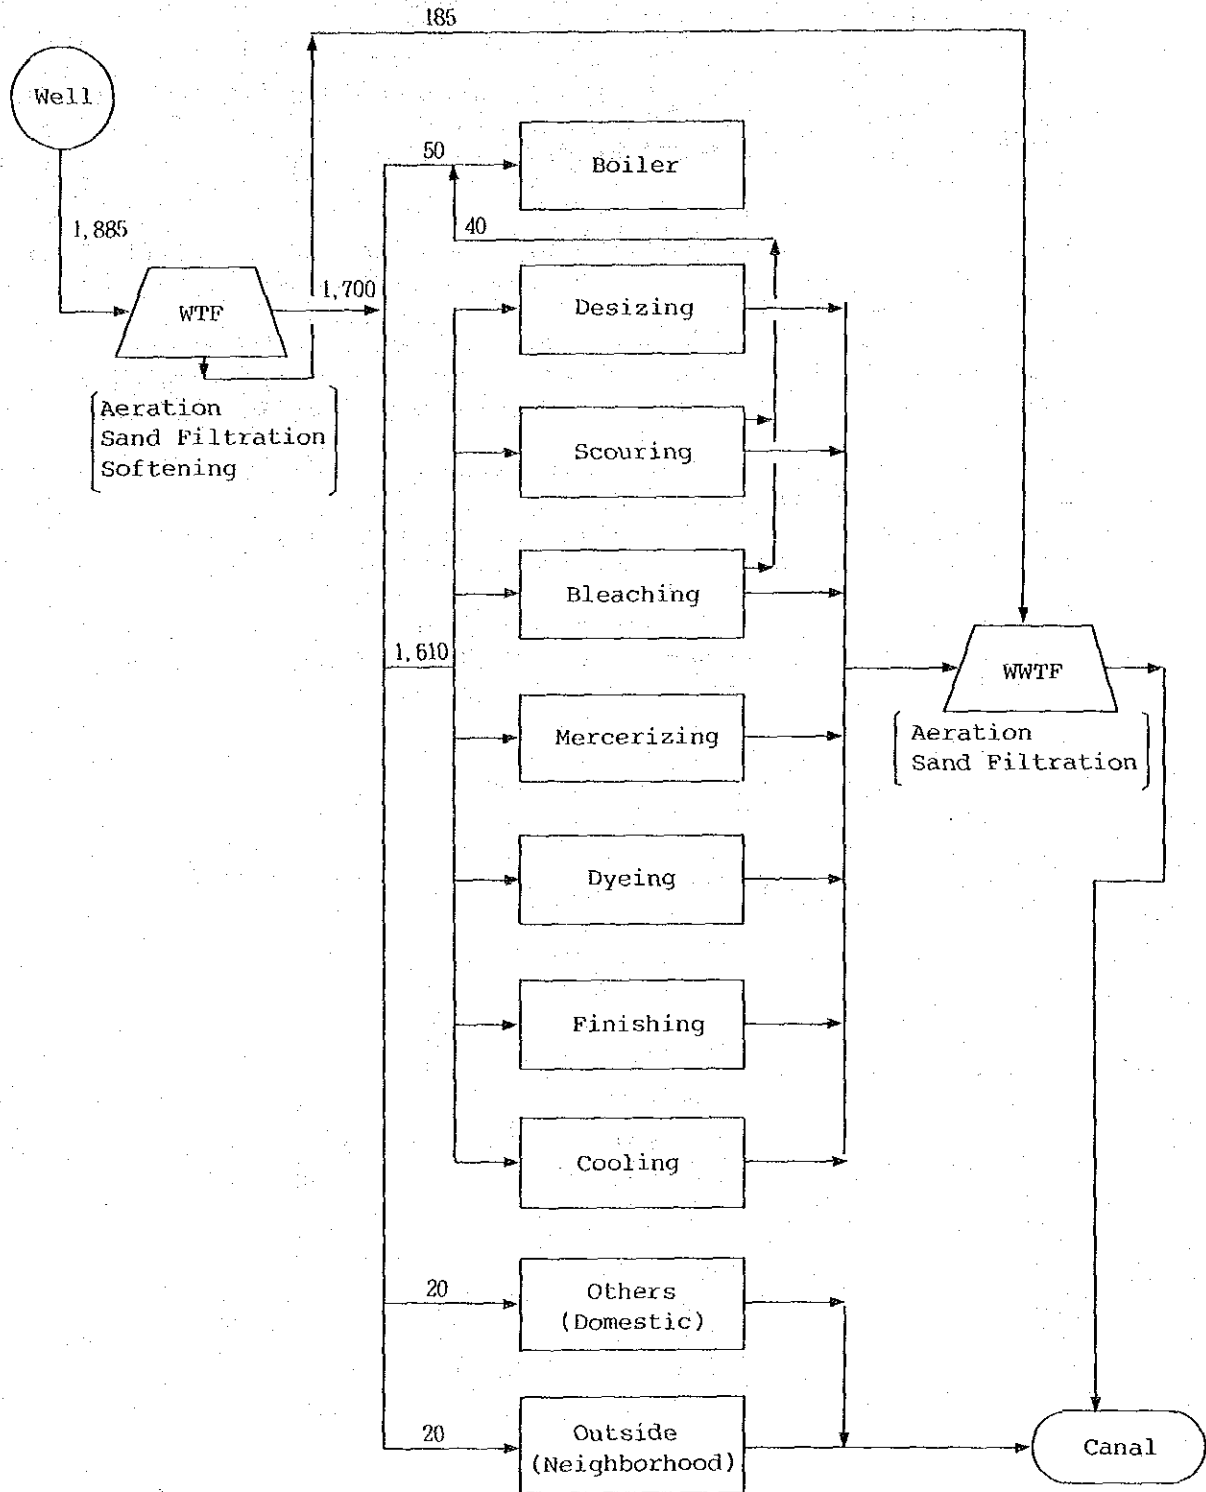 185
Well
50
Boiler
1,885
40
1,700
WTF
Desizing
Aeration
Sand Filtration
Softening
Scouring
Bleaching
1,610
WWTF
Mercerizing
Aeration
Sand Filtration
Dyeing
Finishing
Cooling
20
Others
(Domestic)
20
Outside
(Neighborhood)
Canal